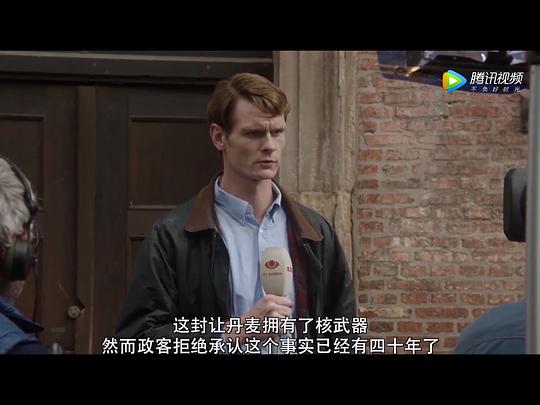 腾讯视频
不负好时光
这封让丹麦拥有了核武器
然而政客拒绝承认这个事实已经有四十年了